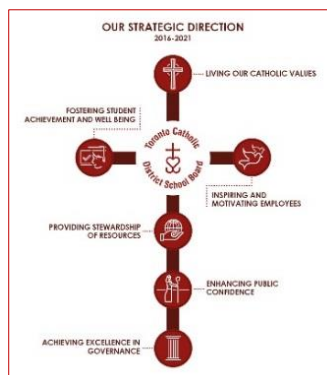 OUR STRATEGIC DIRECTION
2016-2021
LIVING OUR CATHOLIC VALUES
FOSTERING STUDENT
ACHIEVEMENT AND WELL BEING
Toronto Catholic
District School Board
INSPIRING AND
MOTIVATING EMPLOYEES
PROVIDING STEWARDSHIP
OF RESOURCES
ENHANCING PUBLIC
CONFIDENCE
ACHIEVING EXCELLENCE IN
GOVERNANCE